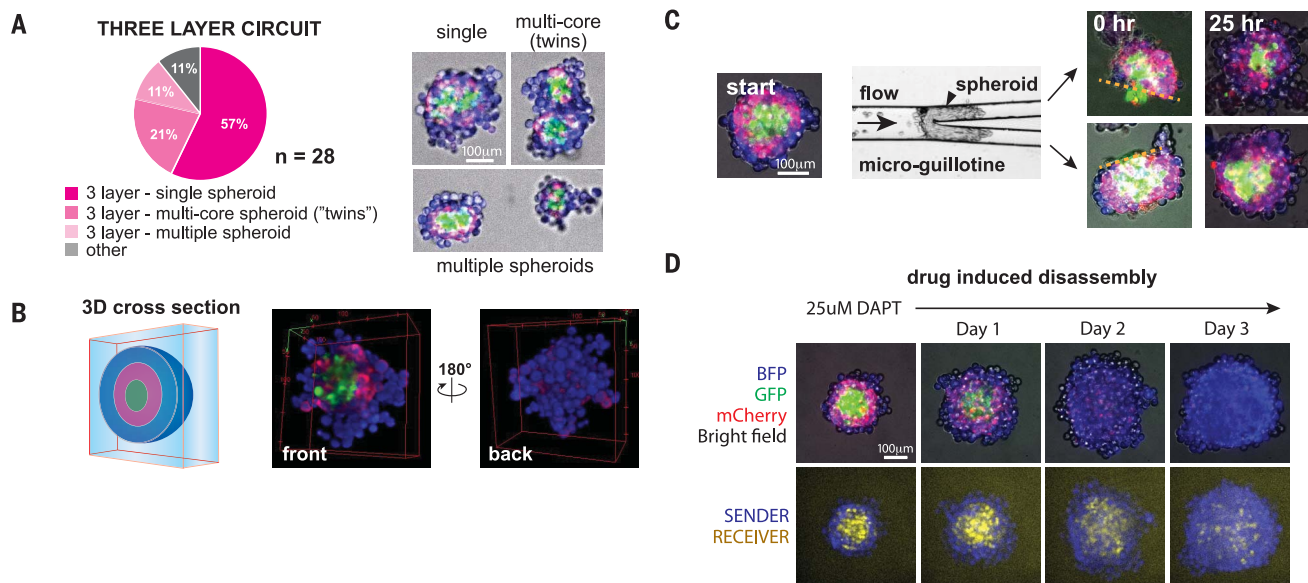 A
THREE LAYER CIRCUIT
11%
11%
21%
57%
n = 28
3 layer - single spheroid
3 layer - multi-core spheroid ("twins")
3 layer - multiple spheroid
other
single
multi-core
(twins)
100μm
multiple spheroids
B
3D cross section
front
180°
back
C
start
100μm
flow
spheroid
micro-guillotine
0 hr
25 hr
D
drug induced disassembly
25uM DAPT
Day 1
Day 2
Day 3
BFP
GFP
mCherry
Bright field
100μm
SENDER
RECEIVER